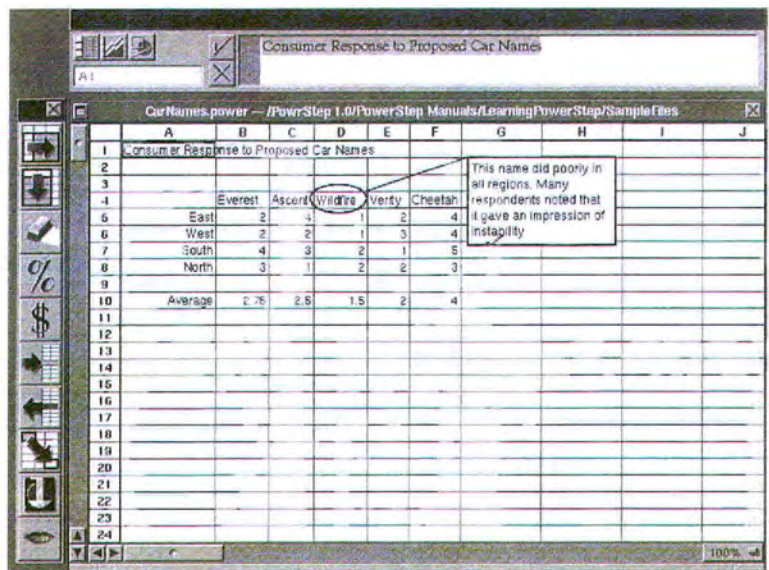 Consumer Response to Proposed Car Names
A1
CarNames.power — /PowrStep 1.0/PowerStep Manuals/LearningPowerStep/SampleFiles
A B C D E F G H I J
1 Consumer Response to Proposed Car Names
2
3
4 Everest Ascent Wildfire Verity Cheetah
5 East 2 4 1 2 4
6 West 2 2 1 3 4
7 South 4 3 2 1 5
8 North 3 1 2 2 3
9
10 Average 2.75 2.5 1.5 2 4
11
12
13
14
15
16
17
18
19
20
21
22
23
24
This name did poorly in
all regions. Many
respondents noted that
it gave an impression of
instability
%
$
100%